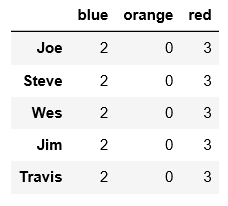 blue orange red
Joe 2 0 3
Steve 2 0 3
Wes 2 0 3
Jim 2 0 3
Travis 2 0 3